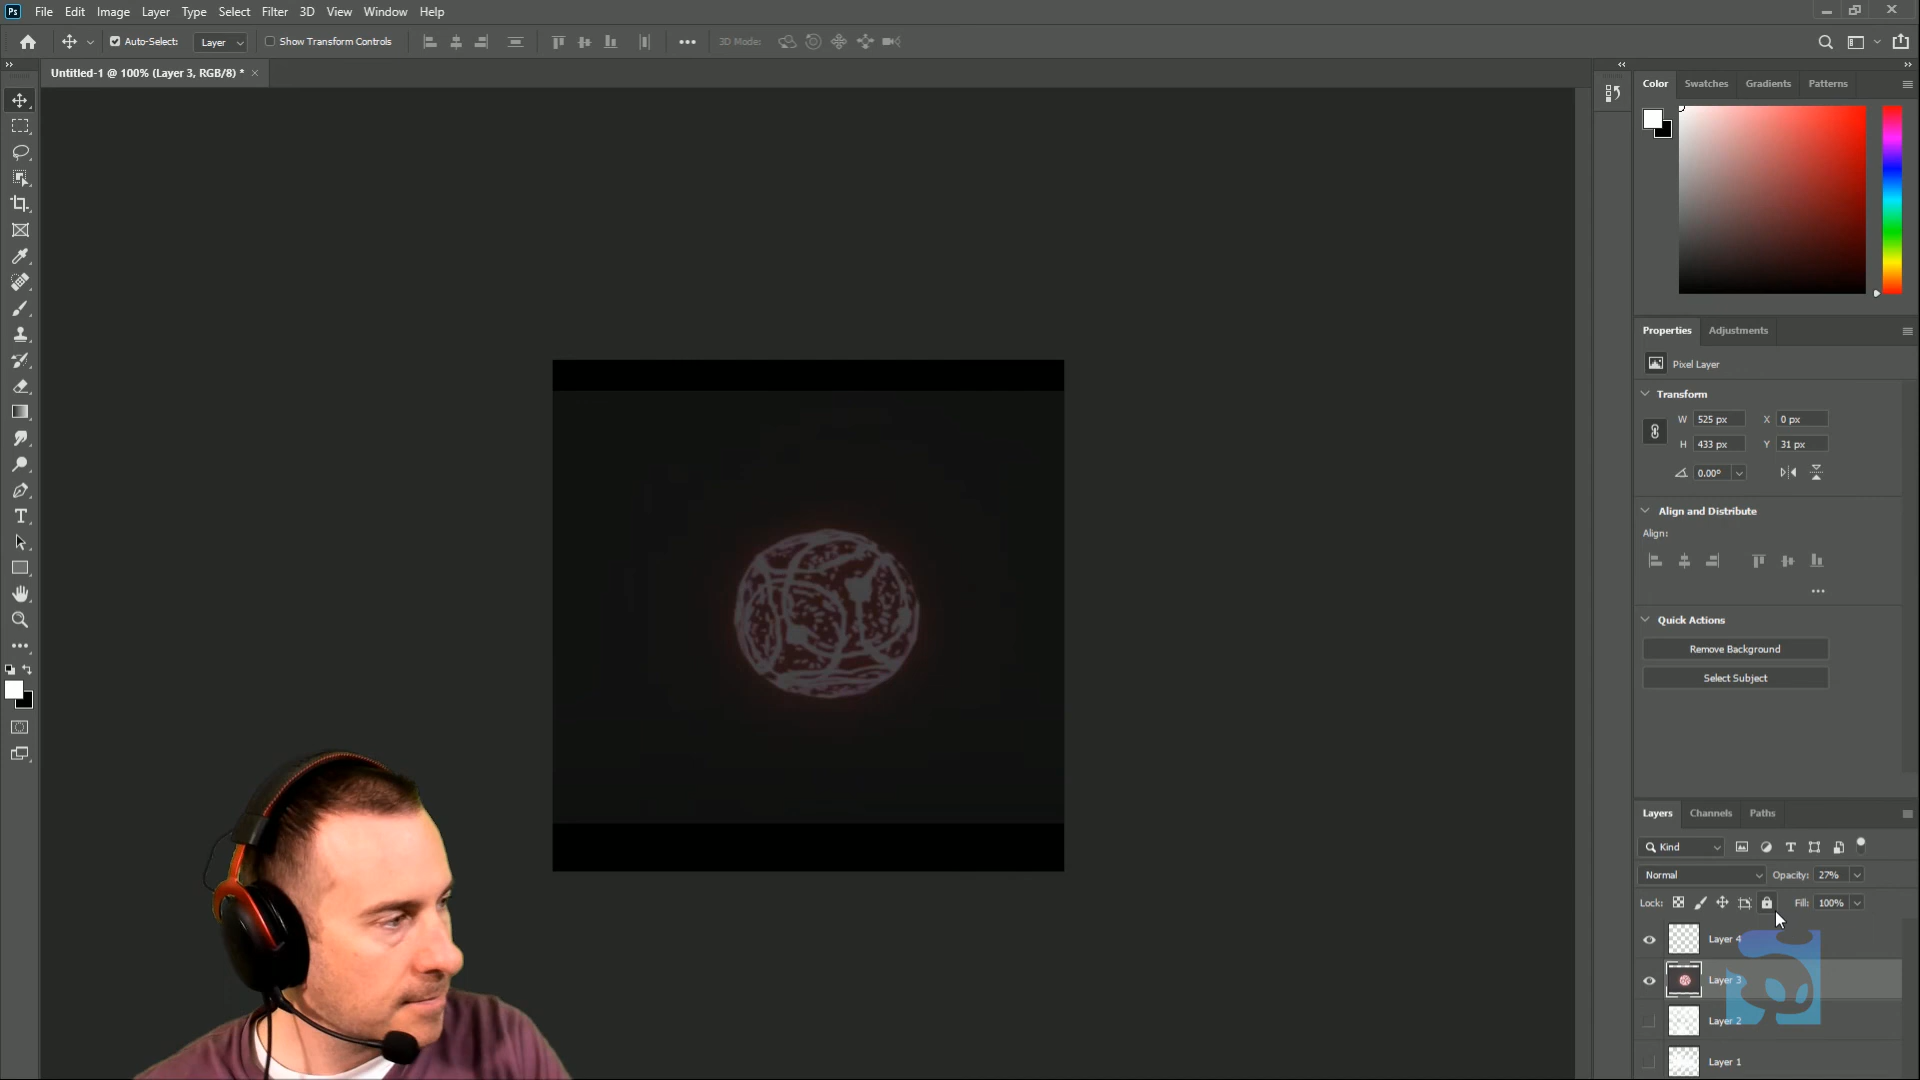 Ps File Edit Image Layer Type Select Filter 3D View Window Help
Auto-Select: Layer Show Transform Controls 3D Mode:
Untitled-1 @ 100% (Layer 3, RGB/8) *
Color Swatches Gradients Patterns
Properties Adjustments
Pixel Layer
Transform
W 525 px X 0 px
H 433 px Y 31 px
0.00°
Align and Distribute
Align:
Quick Actions
Remove Background
Select Subject
Layers Channels Paths
Kind
Normal Opacity: 27%
Lock: Fill: 100%
Layer 4
Layer 3
Layer 2
Layer 1